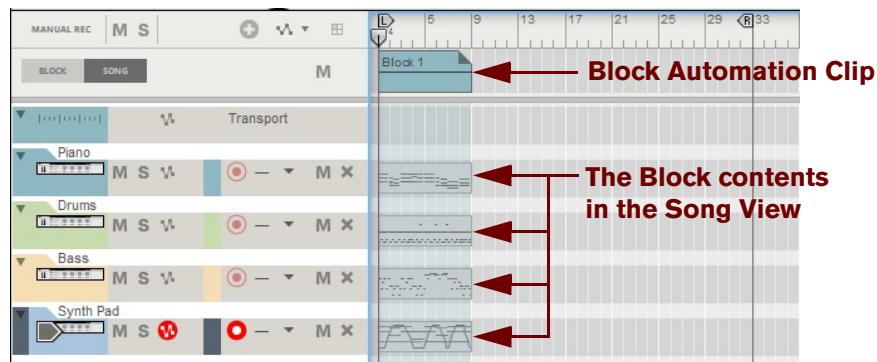 MANUAL REC M S
L 5 9 13 17 21 25 29 R 33
4
BLOCK SONG M
Block 1
Block Automation Clip
Transport
Piano
M S M
The Block contents
in the Song View
Drums
M S M
Bass
M S M
Synth Pad
M S M